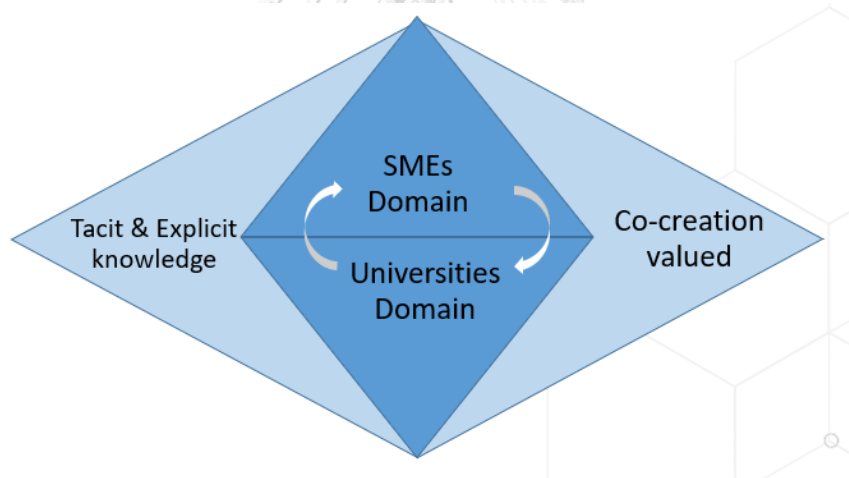 SMEs
Domain
Tacit & Explicit
knowledge
Co-creation
valued
Universities
Domain